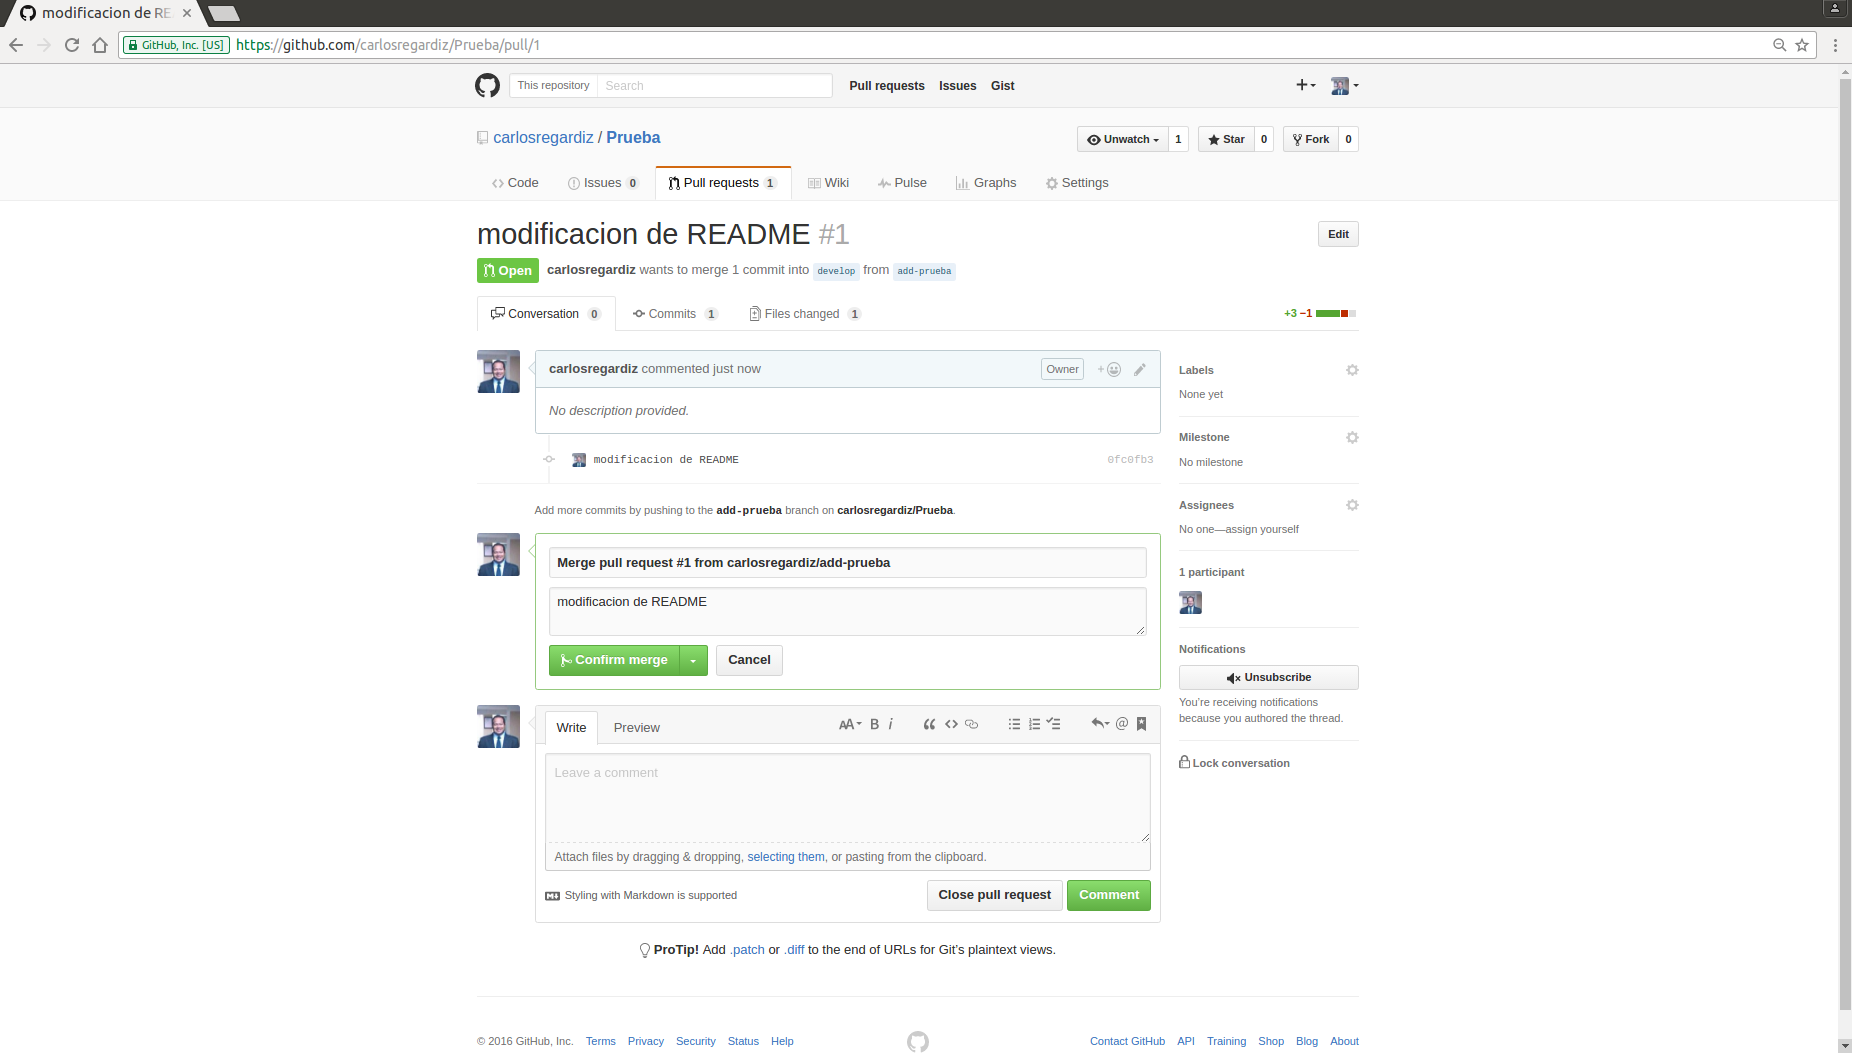 modificacion de RE
GitHub, Inc. [US] https://github.com/carlosregardiz/Prueba/pull/1
This repository Search Pull requests Issues Gist
carlosregardiz / Prueba
Unwatch 1 Star 0 Fork 0
Code Issues 0 Pull requests 1 Wiki Pulse Graphs Settings
modificacion de README #1
Edit
Open carlosregardiz wants to merge 1 commit into develop from add-prueba
Conversation 0 Commits 1 Files changed 1 +3 −1
carlosregardiz commented just now Owner
No description provided.
modificacion de README 0fc0fb3
Add more commits by pushing to the add-prueba branch on carlosregardiz/Prueba.
Merge pull request #1 from carlosregardiz/add-prueba
modificacion de README
Confirm merge Cancel
Write Preview
AA B i
Leave a comment
Attach files by dragging & dropping, selecting them, or pasting from the clipboard.
Styling with Markdown is supported
Close pull request Comment
ProTip! Add .patch or .diff to the end of URLs for Git's plaintext views.
Labels
None yet
Milestone
No milestone
Assignees
No one—assign yourself
1 participant
Notifications
Unsubscribe
You're receiving notifications
because you authored the thread.
Lock conversation
© 2016 GitHub, Inc. Terms Privacy Security Status Help
Contact GitHub API Training Shop Blog About